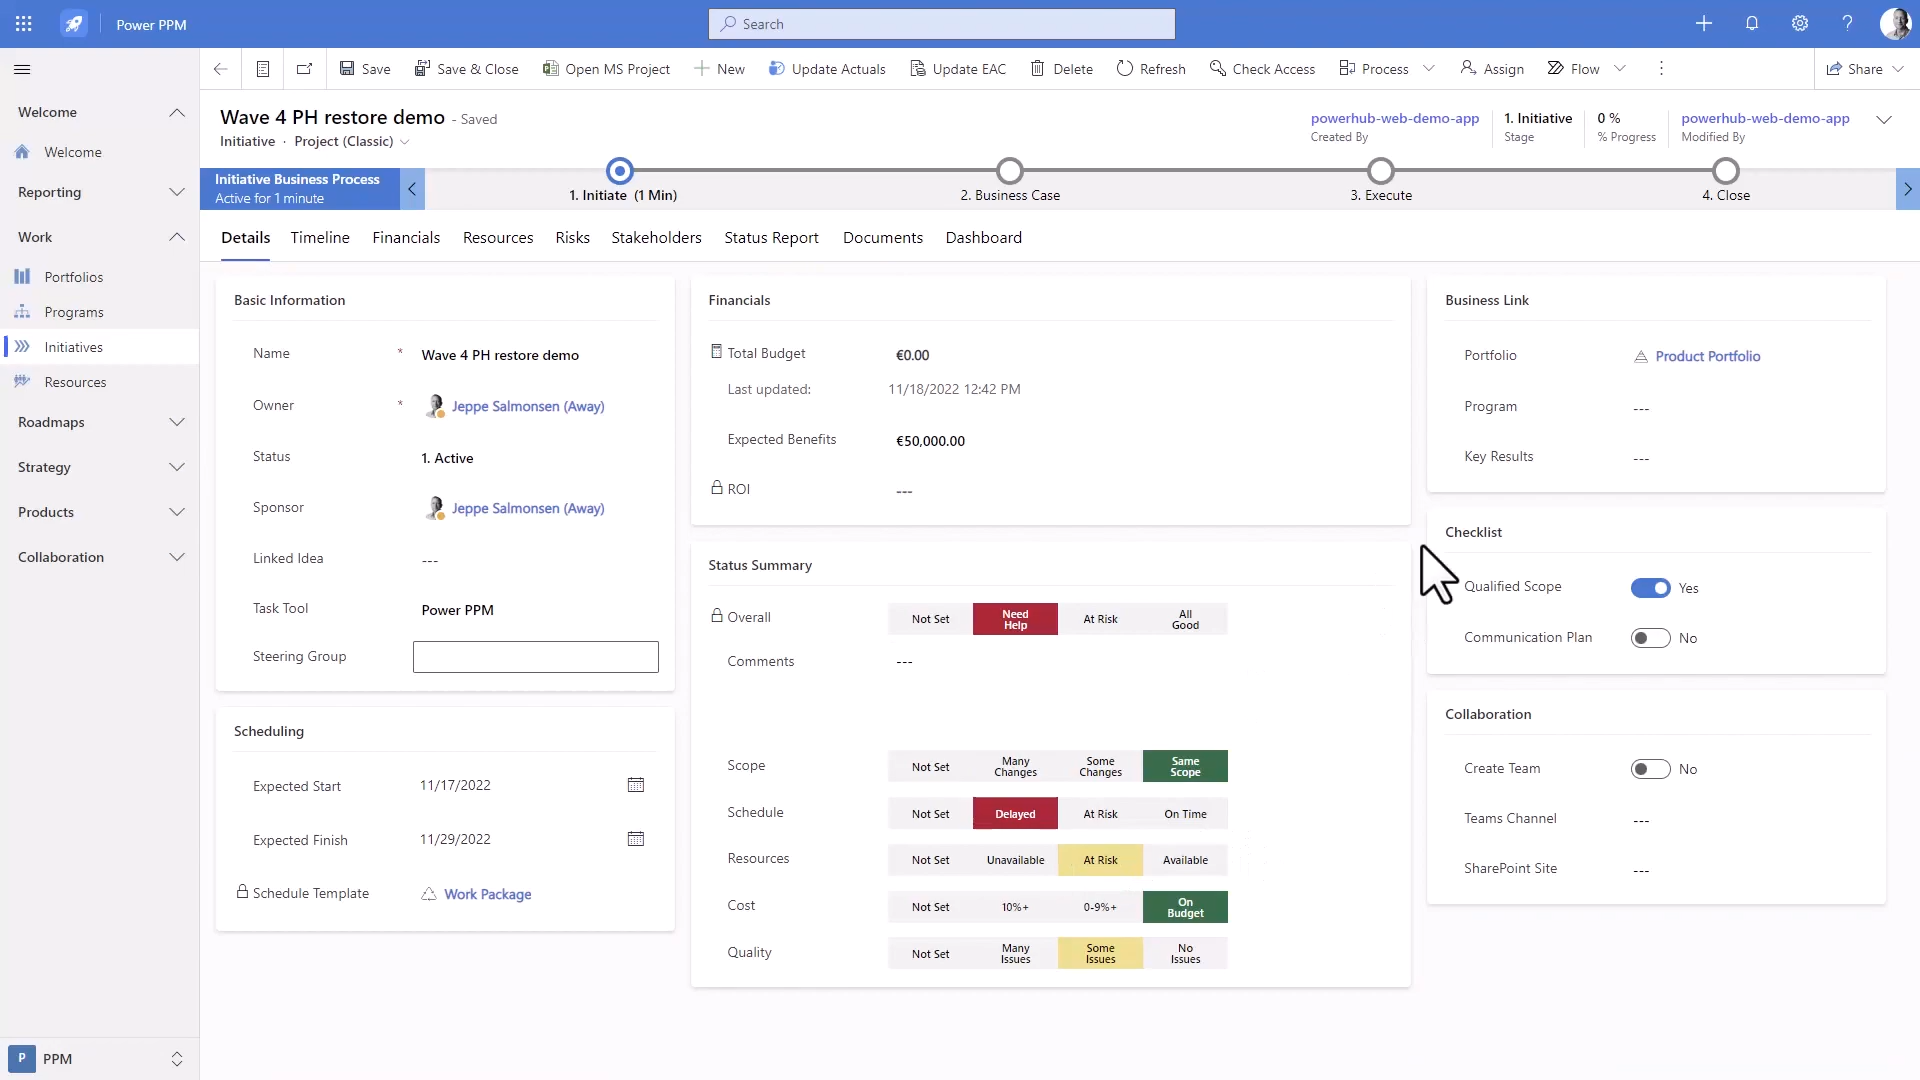 Power PPM
Search
Save
Save & Close
Open MS Project
New
Update Actuals
Update EAC
Delete
Refresh
Check Access
Process
Assign
Flow
Share
Welcome
Welcome
Reporting
Work
Portfolios
Programs
Initiatives
Resources
Roadmaps
Strategy
Products
Collaboration
P PPM
Wave 4 PH restore demo - Saved
Initiative · Project (Classic)
powerhub-web-demo-app
Created By
1. Initiative
Stage
0 %
% Progress
powerhub-web-demo-app
Modified By
Initiative Business Process
Active for 1 minute
1. Initiate (1 Min)
2. Business Case
3. Execute
4. Close
Details Timeline Financials Resources Risks Stakeholders Status Report Documents Dashboard
Basic Information
Name * Wave 4 PH restore demo
Owner * Jeppe Salmonsen (Away)
Status 1. Active
Sponsor Jeppe Salmonsen (Away)
Linked Idea ---
Task Tool Power PPM
Steering Group
Scheduling
Expected Start 11/17/2022
Expected Finish 11/29/2022
Schedule Template Work Package
Financials
Total Budget €0.00
Last updated: 11/18/2022 12:42 PM
Expected Benefits €50,000.00
ROI ---
Status Summary
Overall Not Set Need Help At Risk All Good
Comments ---
Scope Not Set Many Changes Some Changes Same Scope
Schedule Not Set Delayed At Risk On Time
Resources Not Set Unavailable At Risk Available
Cost Not Set 10%+ 0-9%+ On Budget
Quality Not Set Many Issues Some Issues No Issues
Business Link
Portfolio Product Portfolio
Program ---
Key Results ---
Checklist
Qualified Scope Yes
Communication Plan No
Collaboration
Create Team No
Teams Channel ---
SharePoint Site ---